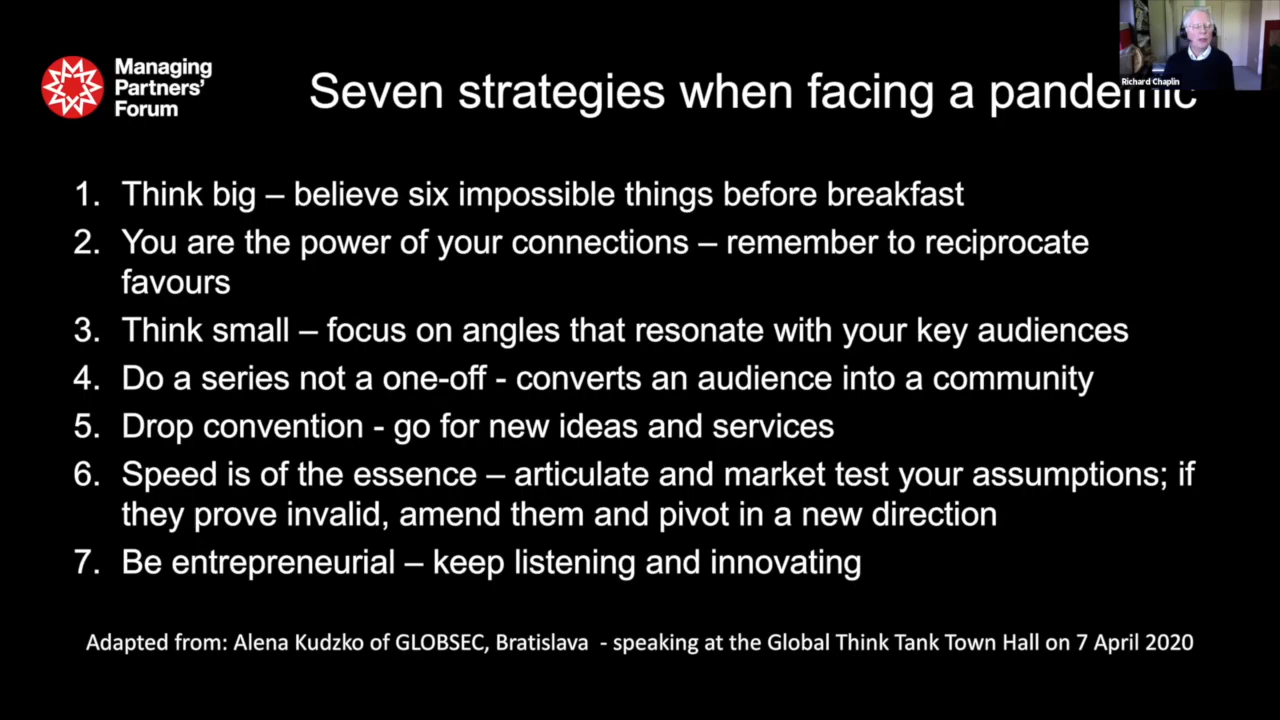 Managing
Partners'
Forum
Seven strategies when facing a pandemic
Richard Chaplin
1. Think big – believe six impossible things before breakfast
2. You are the power of your connections – remember to reciprocate
favours
3. Think small – focus on angles that resonate with your key audiences
4. Do a series not a one-off - converts an audience into a community
5. Drop convention - go for new ideas and services
6. Speed is of the essence – articulate and market test your assumptions; if
they prove invalid, amend them and pivot in a new direction
7. Be entrepreneurial – keep listening and innovating
Adapted from: Alena Kudzko of GLOBSEC, Bratislava - speaking at the Global Think Tank Town Hall on 7 April 2020